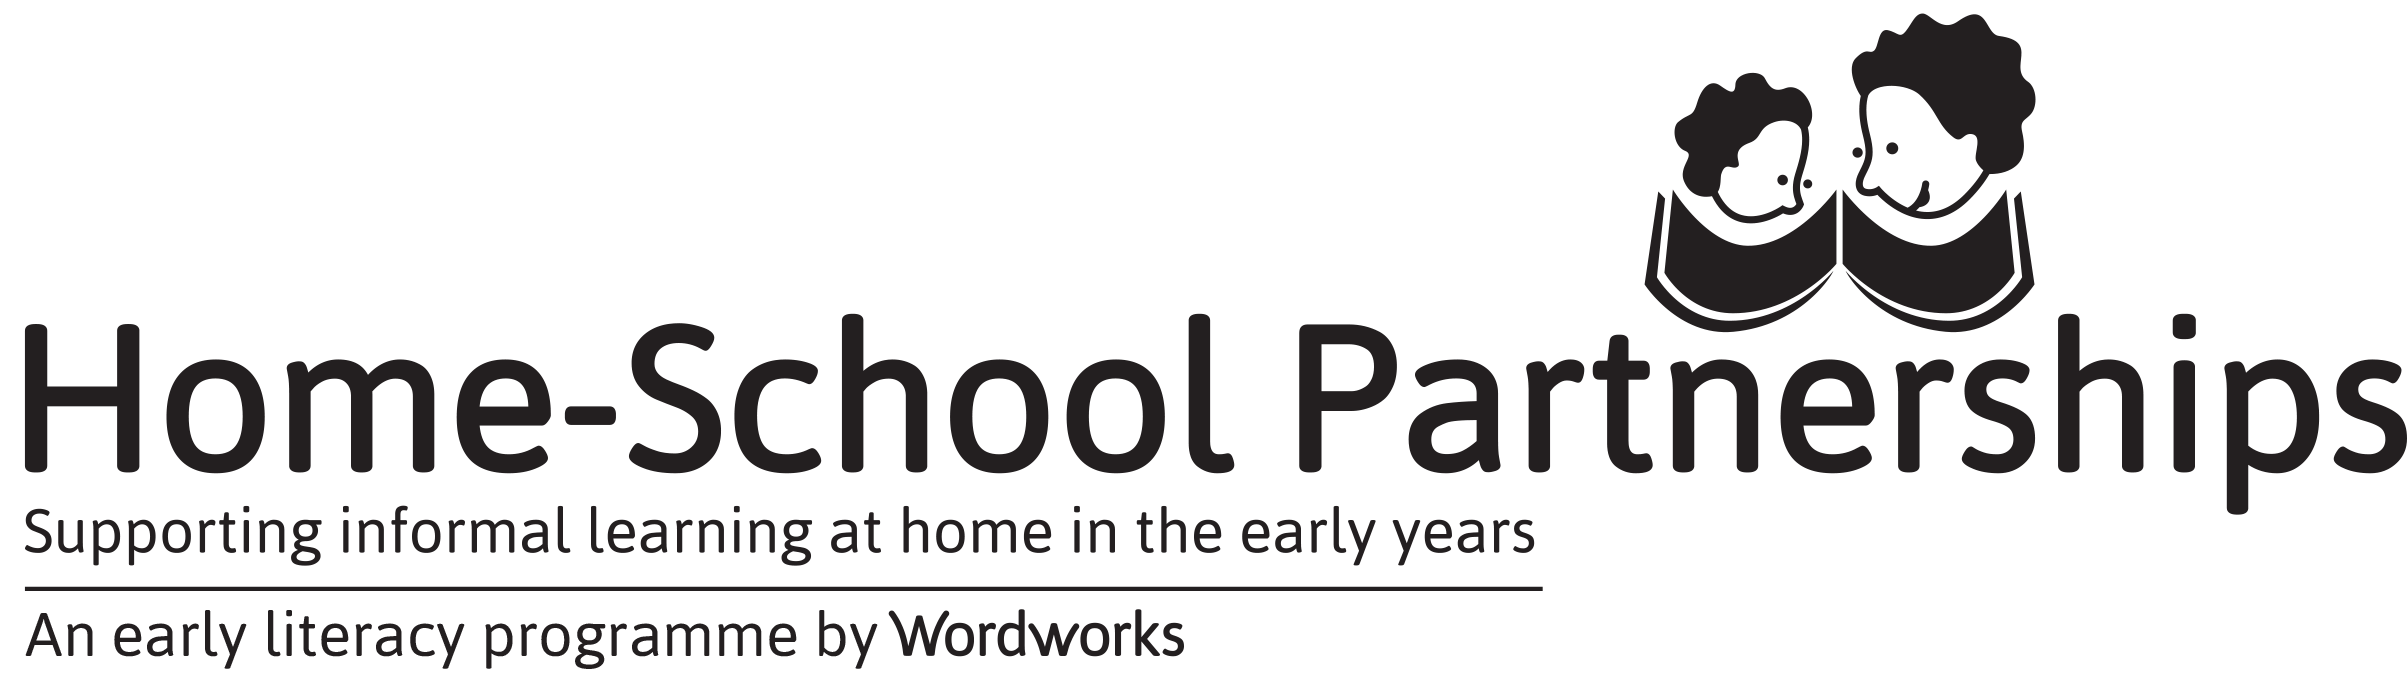 Home-School Partnerships
Supporting informal learning at home in the early years
An early literacy programme by Wordworks